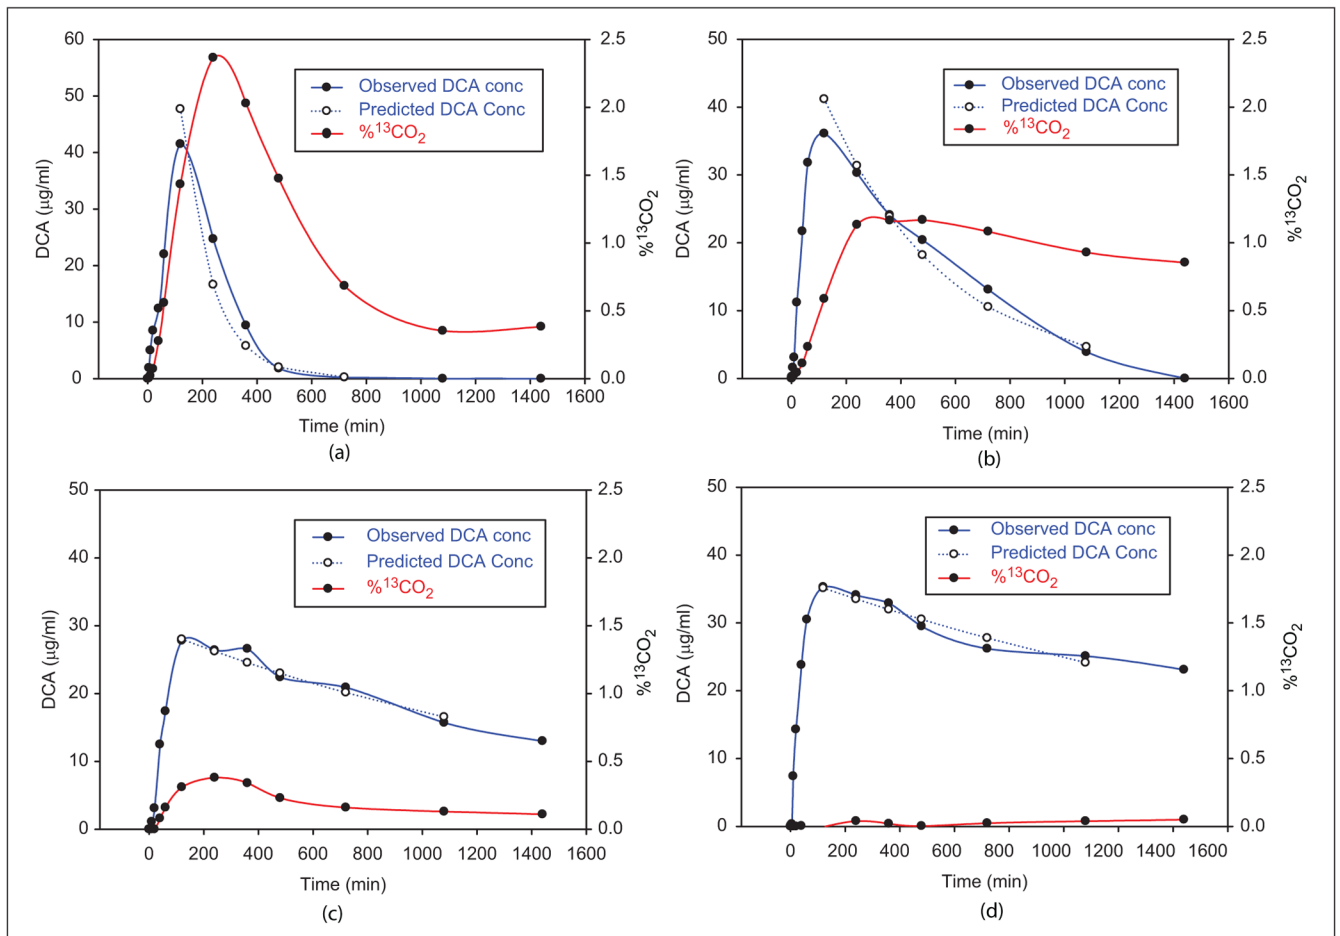 60
50
40
30
20
10
0
DCA (µg/ml)
2.5
2.0
1.5
1.0
0.5
0.0
%¹³CO₂
Observed DCA conc
Predicted DCA Conc
%¹³CO₂
0 200 400 600 800 1000 1200 1400 1600
Time (min)
(a)
50
40
30
20
10
0
DCA (µg/ml)
2.5
2.0
1.5
1.0
0.5
0.0
%¹³CO₂
Observed DCA conc
Predicted DCA Conc
%¹³CO₂
0 200 400 600 800 1000 1200 1400 1600
Time (min)
(b)
50
40
30
20
10
0
DCA (µg/ml)
2.5
2.0
1.5
1.0
0.5
0.0
%¹³CO₂
Observed DCA conc
Predicted DCA Conc
%¹³CO₂
0 200 400 600 800 1000 1200 1400 1600
Time (min)
(c)
50
40
30
20
10
0
DCA (µg/ml)
2.5
2.0
1.5
1.0
0.5
0.0
%¹³CO₂
Observed DCA conc
Predicted DCA Conc
%¹³CO₂
0 200 400 600 800 1000 1200 1400 1600
Time (min)
(d)